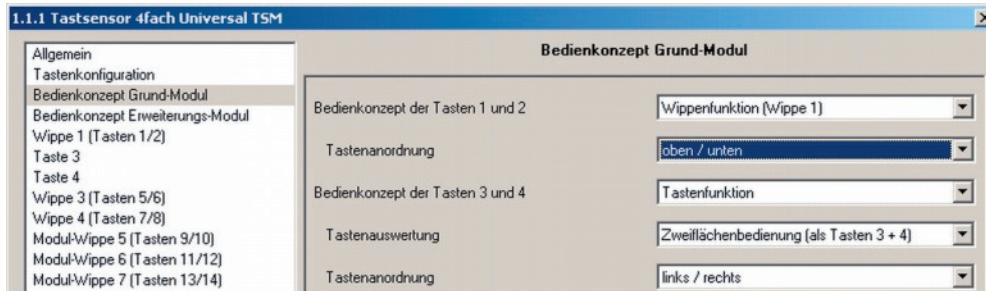 1.1.1 Tastsensor 4fach Universal TSM
Allgemein
Tastenkonfiguration
Bedienkonzept Grund-Modul
Bedienkonzept Erweiterungs-Modul
Wippe 1 (Tasten 1/2)
Taste 3
Taste 4
Wippe 3 (Tasten 5/6)
Wippe 4 (Tasten 7/8)
Modul-Wippe 5 (Tasten 9/10)
Modul-Wippe 6 (Tasten 11/12)
Modul-Wippe 7 (Tasten 13/14)
Bedienkonzept Grund-Modul
Bedienkonzept der Tasten 1 und 2
Wippenfunktion (Wippe 1)
Tastenanordnung
oben / unten
Bedienkonzept der Tasten 3 und 4
Tastenfunktion
Tastenauswertung
Zweiflächenbedienung (als Tasten 3 + 4)
Tastenanordnung
links / rechts